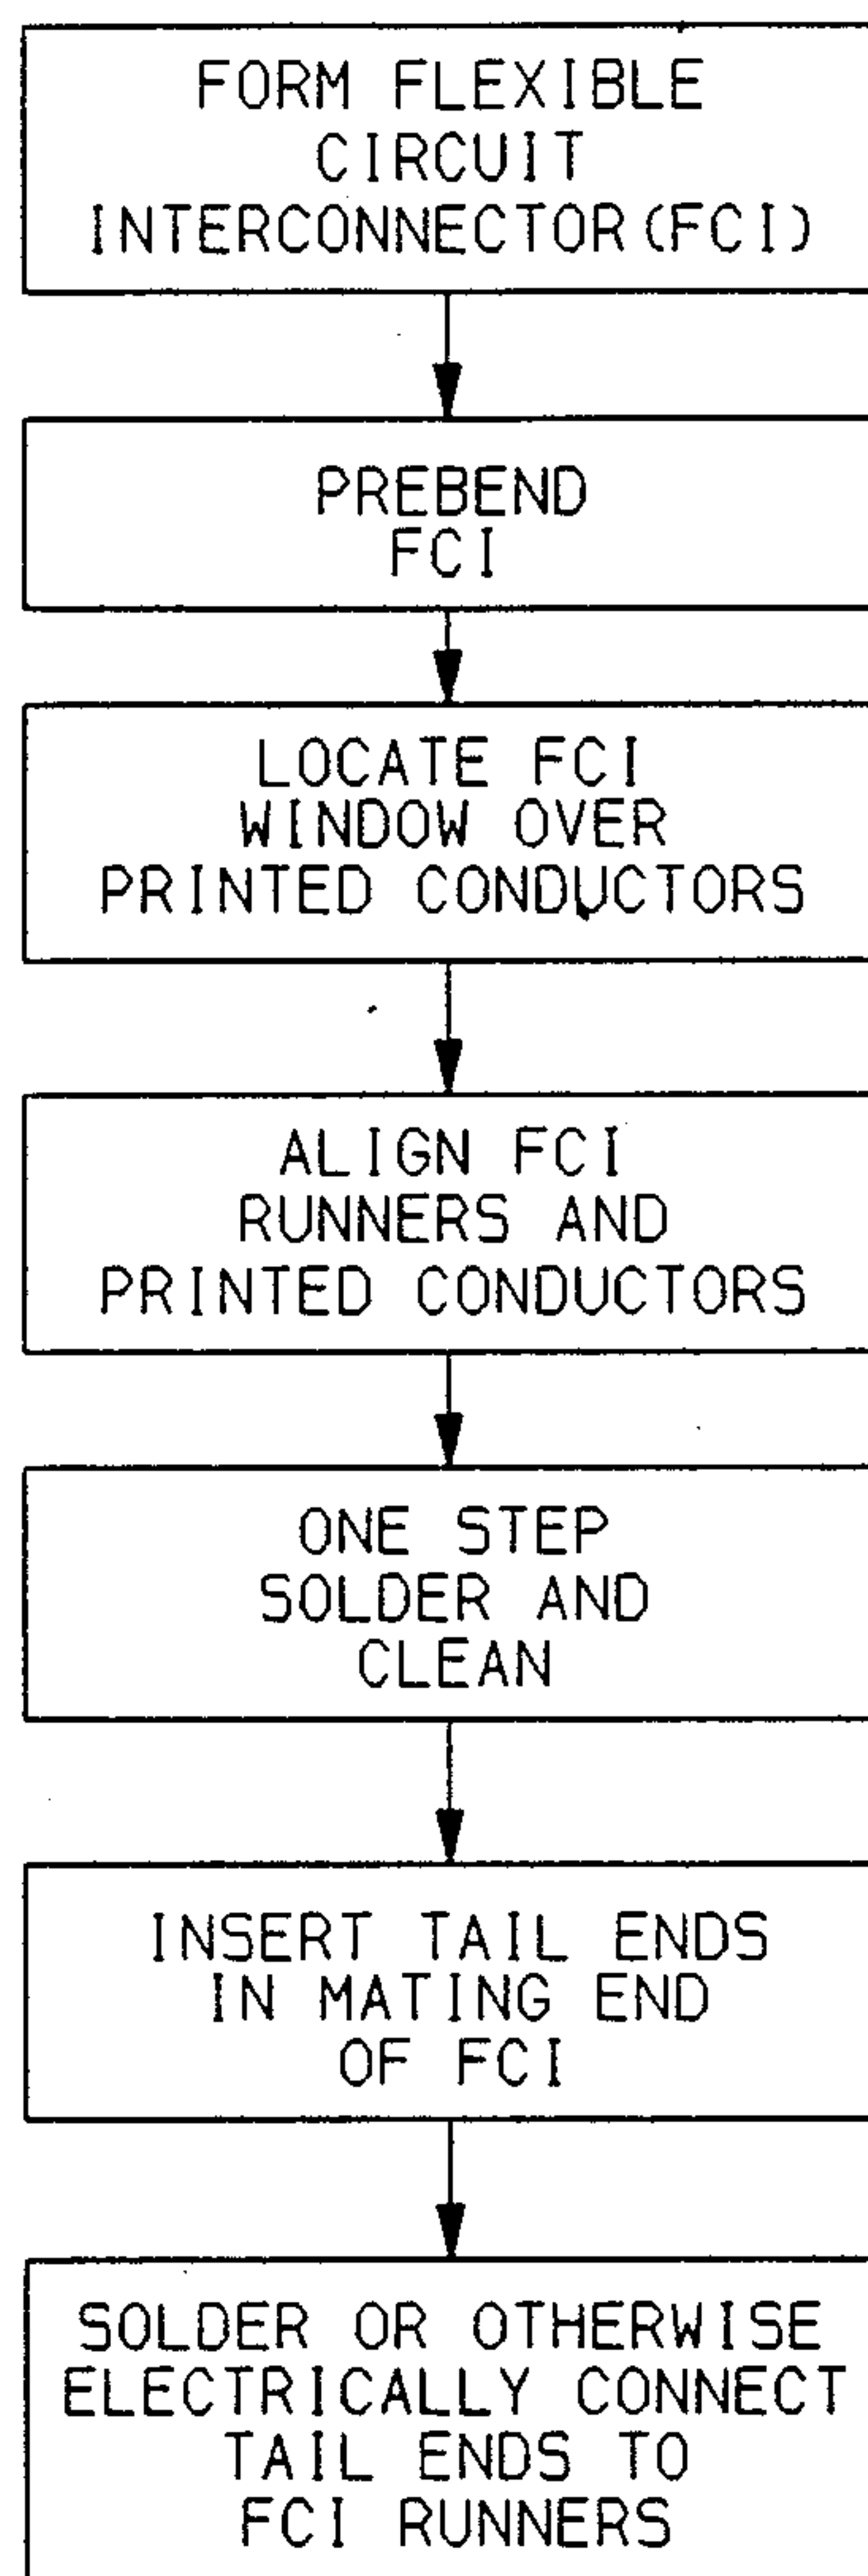 FORM FLEXIBLE
CIRCUIT
INTERCONNECTOR(FCI)
PREBEND
FCI
LOCATE FCI
WINDOW OVER
PRINTED CONDUCTORS
ALIGN FCI
RUNNERS AND
PRINTED CONDUCTORS
ONE STEP
SOLDER AND
CLEAN
INSERT TAIL ENDS
IN MATING END
OF FCI
SOLDER OR OTHERWISE
ELECTRICALLY CONNECT
TAIL ENDS TO
FCI RUNNERS